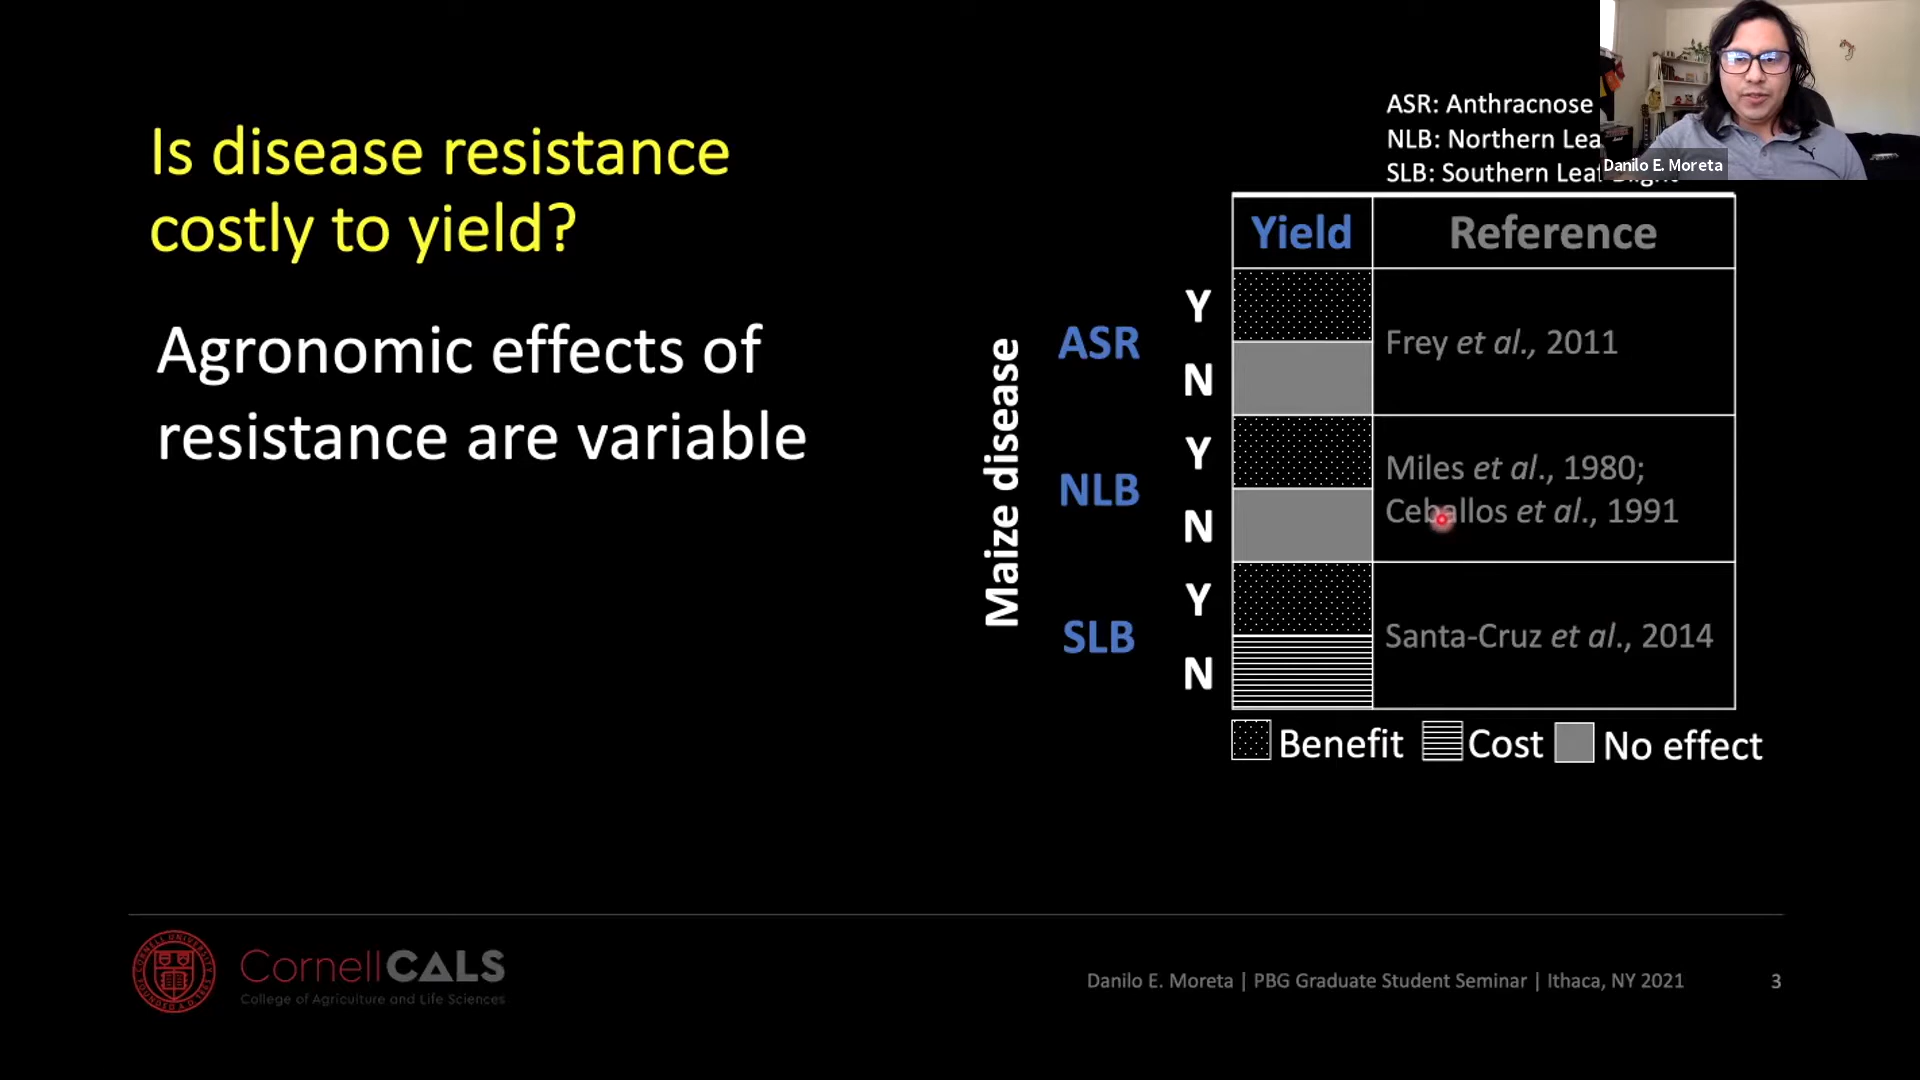 Is disease resistance
costly to yield?
Agronomic effects of
resistance are variable
ASR: Anthracnose
NLB: Northern Lea
SLB: Southern Leaf Blight
Danilo E. Moreta
Yield
Reference
Maize disease
ASR
Y
N
Frey et al., 2011
NLB
Y
N
Miles et al., 1980;
Ceballos et al., 1991
SLB
Y
N
Santa-Cruz et al., 2014
Benefit
Cost
No effect
CornellCALS
College of Agriculture and Life Sciences
Danilo E. Moreta | PBG Graduate Student Seminar | Ithaca, NY 2021
3